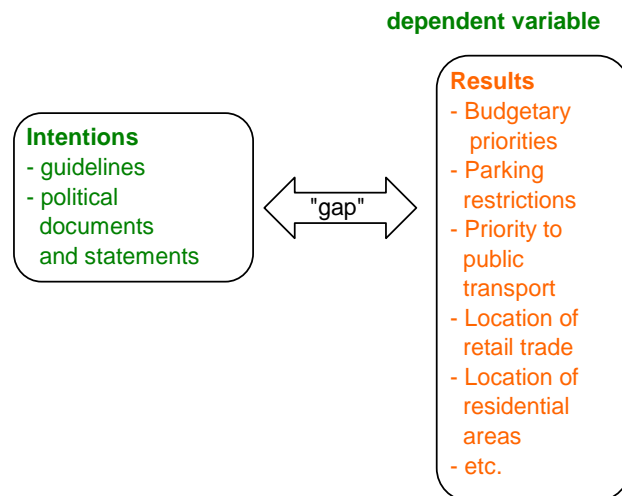 dependent variable
Intentions
- guidelines
- political
documents
and statements
"gap"
Results
- Budgetary
priorities
- Parking
restrictions
- Priority to
public
transport
- Location of
retail trade
- Location of
residential
areas
- etc.